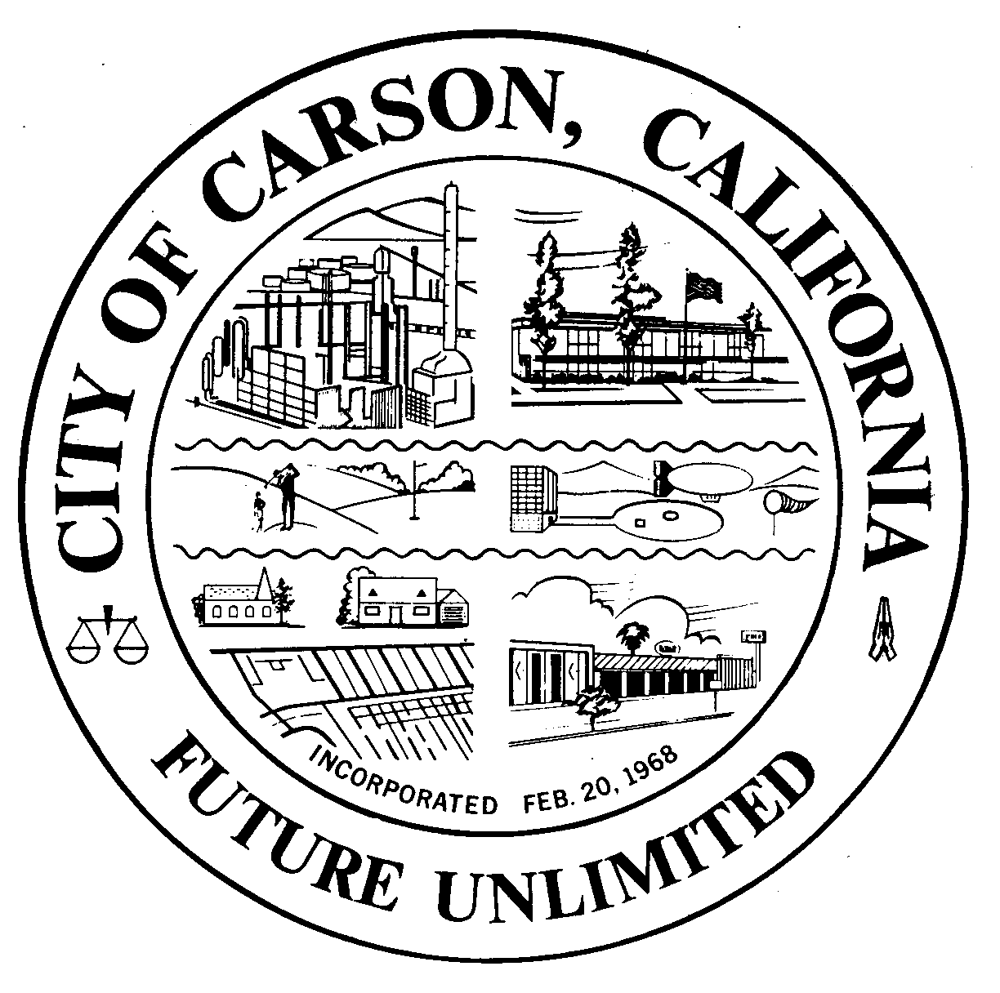 CITY OF CARSON, CALIFORNIA
INCORPORATED FEB. 20, 1968
FUTURE UNLIMITED